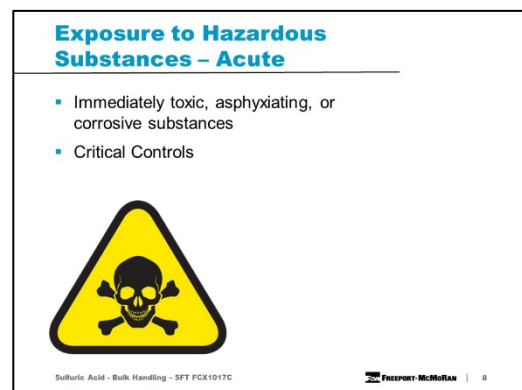 Exposure to Hazardous
Substances – Acute
▪ Immediately toxic, asphyxiating, or
corrosive substances
▪ Critical Controls
Sulfuric Acid - Bulk Handling – SFT FCX1017C
FCX FREEPORT-McMoRAN | 8